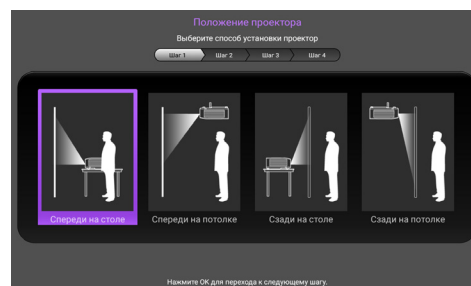 Положение проектора
Выберите способ установки проектор
Шаг 1 Шаг 2 Шаг 3 Шаг 4
Спереди на столе Спереди на потолке Сзади на столе Сзади на потолке
Нажмите ОК для перехода к следующему шагу.